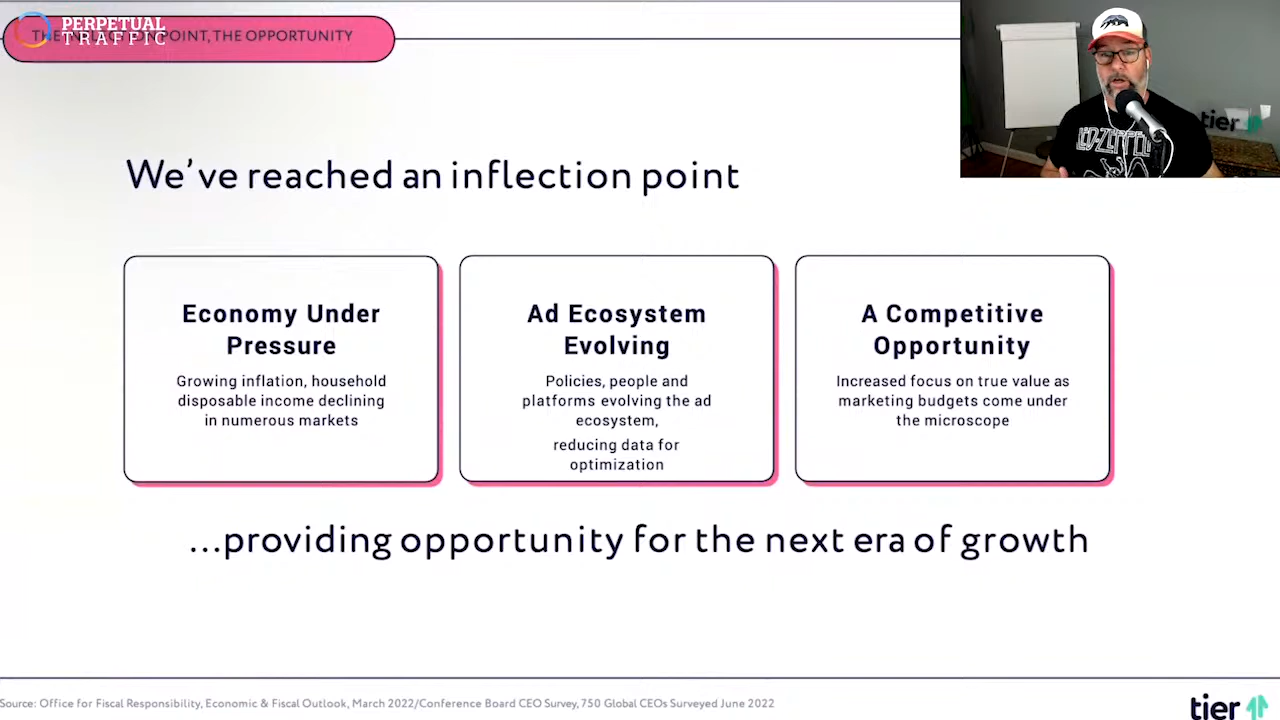 PERPETUAL
TRAFFIC
POINT, THE OPPORTUNITY
tier
LED-ZEPPEL
We've reached an inflection point
Economy Under
Pressure
Growing inflation, household
disposable income declining
in numerous markets
Ad Ecosystem
Evolving
Policies, people and
platforms evolving the ad
ecosystem,
reducing data for
optimization
A Competitive
Opportunity
Increased focus on true value as
marketing budgets come under
the microscope
...providing opportunity for the next era of growth
Source: Office for Fiscal Responsibility, Economic & Fiscal Outlook, March 2022/Conference Board CEO Survey, 750 Global CEOs Surveyed June 2022
tier